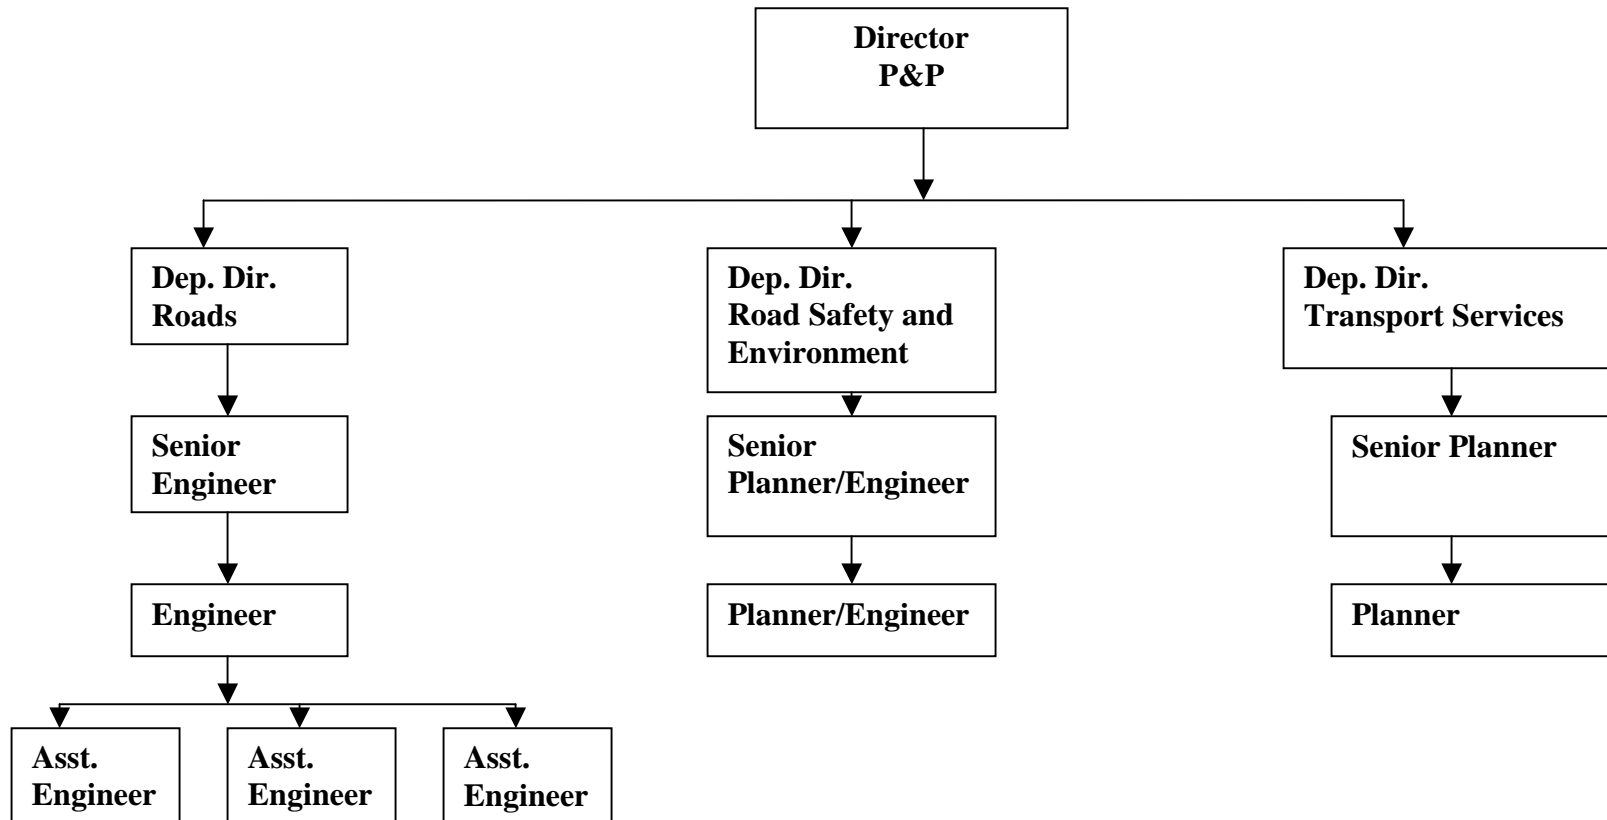 Director
P&P
Dep. Dir.
Roads
Dep. Dir.
Road Safety and
Environment
Dep. Dir.
Transport Services
Senior
Engineer
Senior
Planner/Engineer
Senior Planner
Engineer
Planner/Engineer
Planner
Asst.
Engineer
Asst.
Engineer
Asst.
Engineer